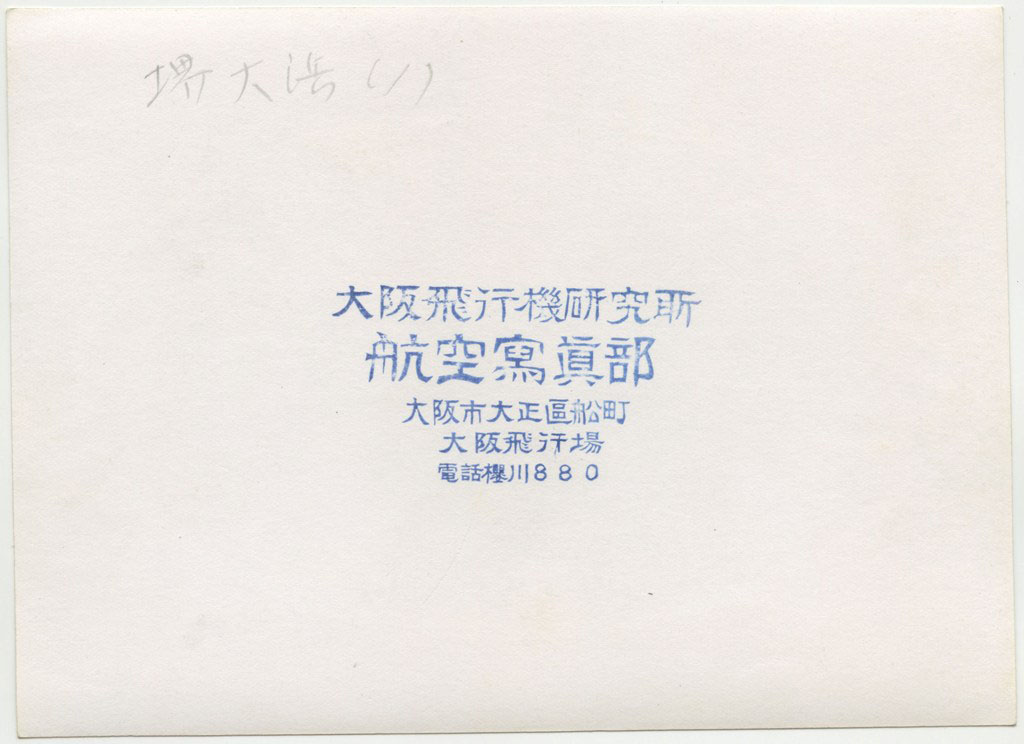 堺大浜(1)
大阪飛行機研究所
航空寫眞部
大阪市大正區船町
大阪飛行場
電話櫻川880